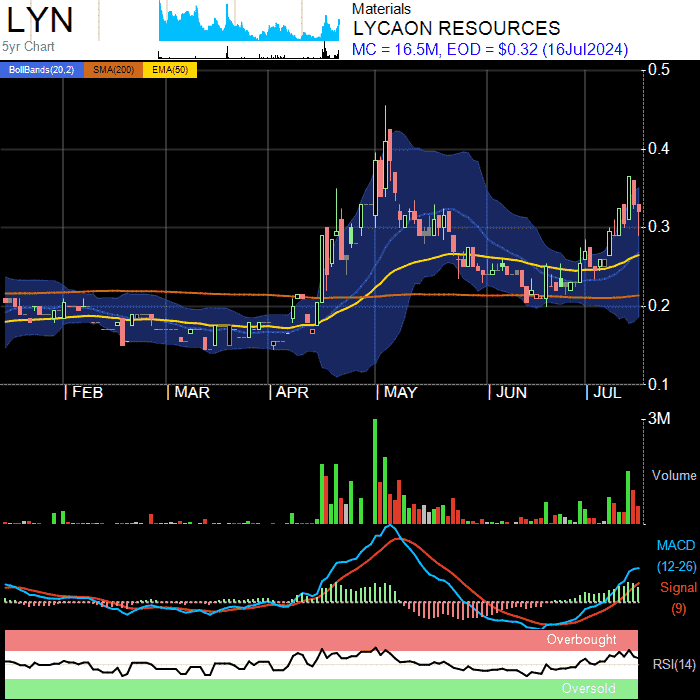 LYN
5yr Chart
Materials
LYCAON RESOURCES
MC = 16.5M, EOD = $0.32 (16Jul2024)
BollBands(20,2) SMA(200) EMA(50)
0.5
0.4
0.3
0.2
0.1
FEB MAR APR MAY JUN JUL
3M
Volume
MACD
(12-26)
Signal
(9)
Overbought
RSI(14)
Oversold